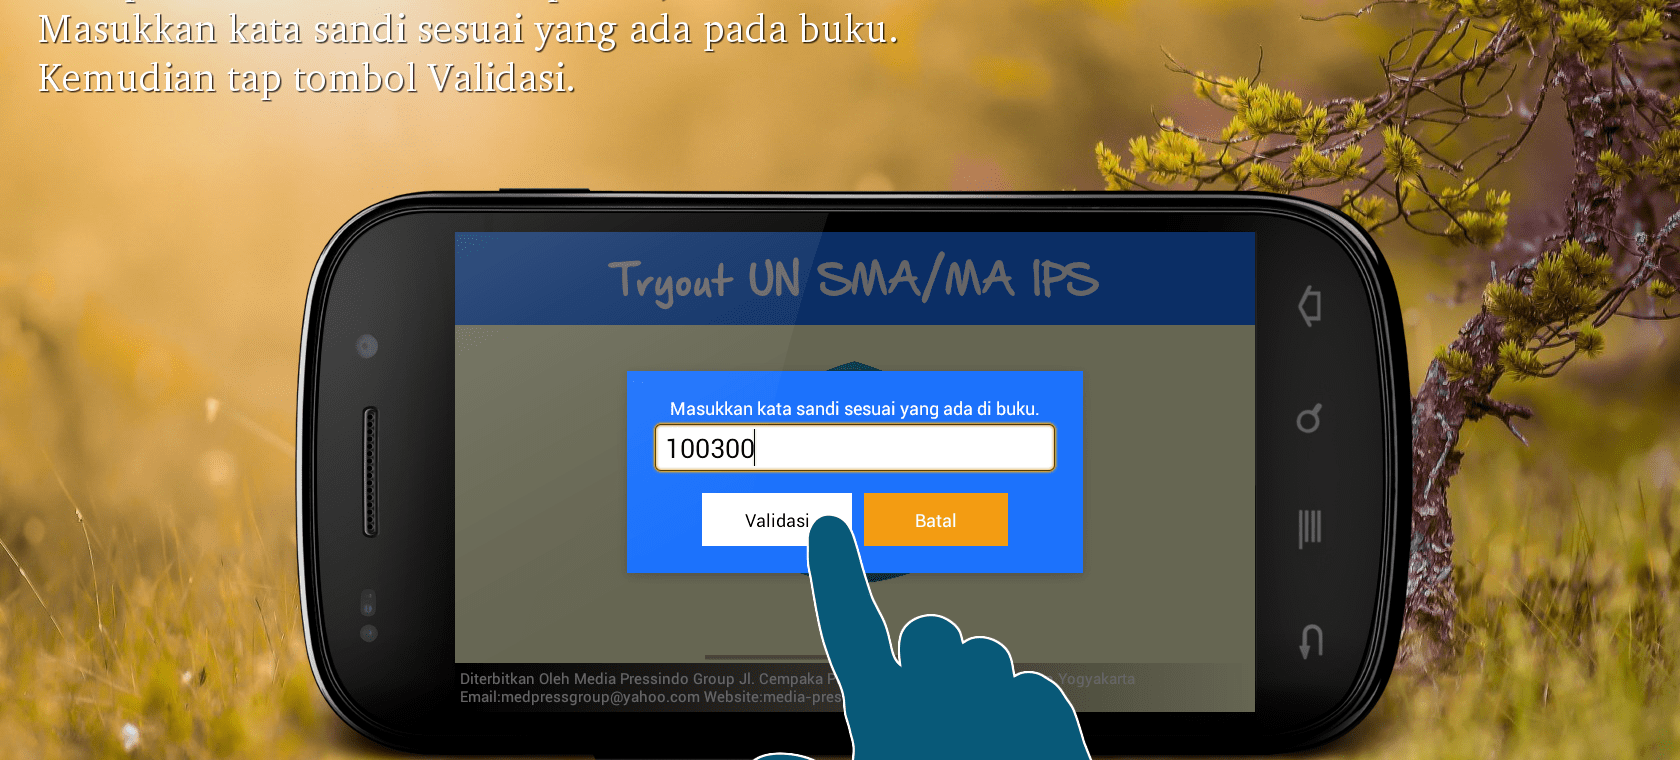 Masukkan kata sandi sesuai yang ada pada buku.
Kemudian tap tombol Validasi.
Tryout UN SMA/MA IPS
Masukkan kata sandi sesuai yang ada di buku.
100300
Validasi
Batal
Diterbitkan Oleh Media Pressindo Group Jl. Cempaka Yogyakarta
Email:medpressgroup@yahoo.com Website:media-pres